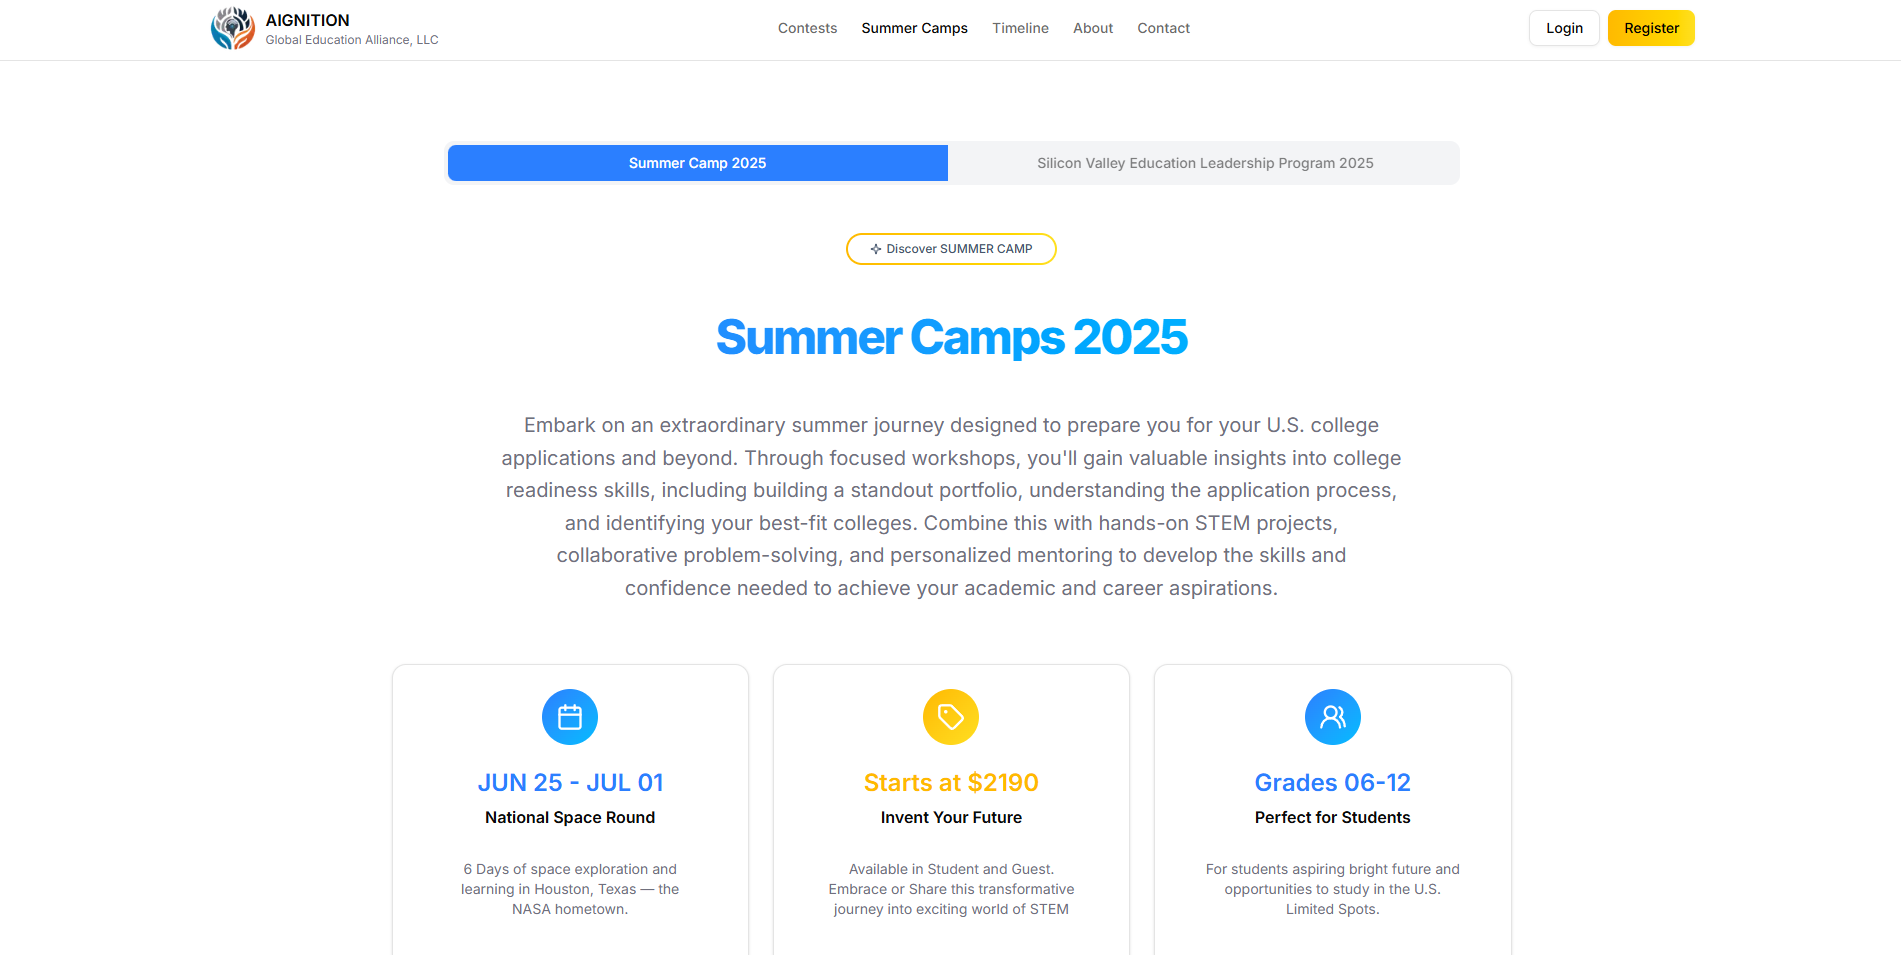 AIGNITION
Global Education Alliance, LLC
Contests
Summer Camps
Timeline
About
Contact
Login
Register
Summer Camp 2025
Silicon Valley Education Leadership Program 2025
Discover SUMMER CAMP
Summer Camps 2025
Embark on an extraordinary summer journey designed to prepare you for your U.S. college
applications and beyond. Through focused workshops, you'll gain valuable insights into college
readiness skills, including building a standout portfolio, understanding the application process,
and identifying your best-fit colleges. Combine this with hands-on STEM projects,
collaborative problem-solving, and personalized mentoring to develop the skills and
confidence needed to achieve your academic and career aspirations.
JUN 25 - JUL 01
National Space Round
6 Days of space exploration and
learning in Houston, Texas — the
NASA hometown.
Starts at $2190
Invent Your Future
Available in Student and Guest.
Embrace or Share this transformative
journey into exciting world of STEM
Grades 06-12
Perfect for Students
For students aspiring bright future and
opportunities to study in the U.S.
Limited Spots.